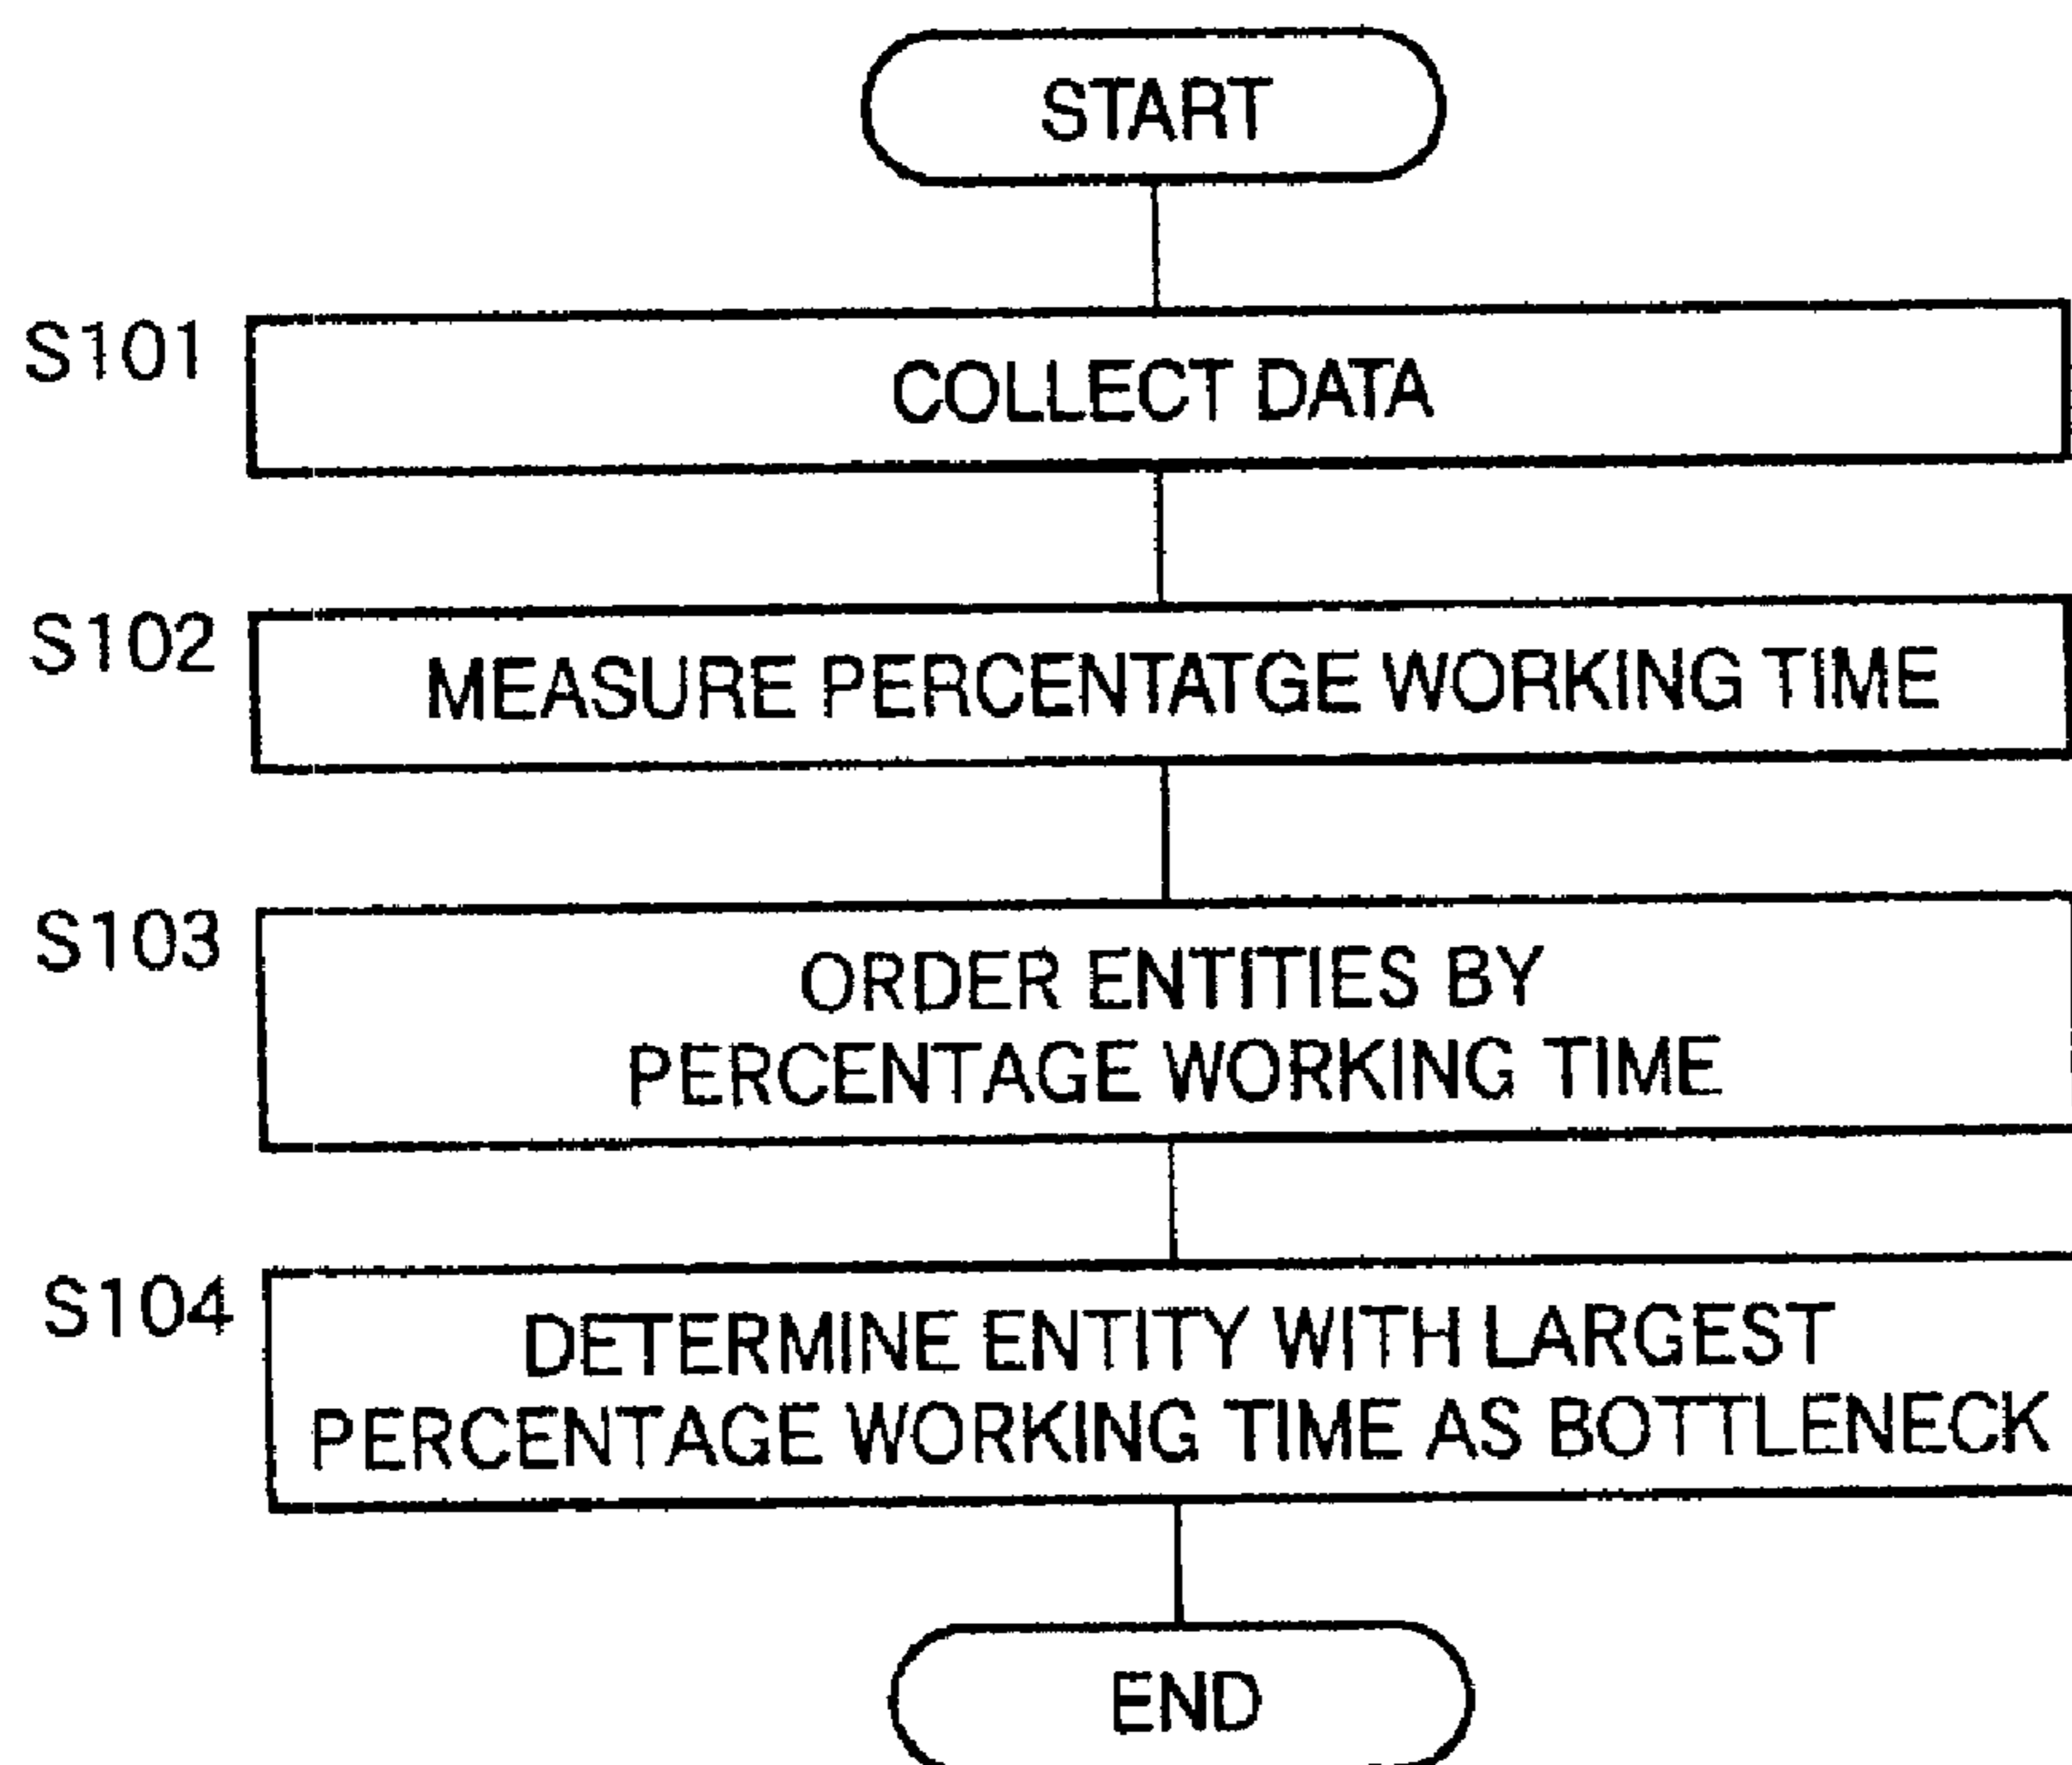 START
S101
COLLECT DATA
S102
MEASURE PERCENTATGE WORKING TIME
S103
ORDER ENTITIES BY
PERCENTAGE WORKING TIME
S104
DETERMINE ENTITY WITH LARGEST
PERCENTAGE WORKING TIME AS BOTTLENECK
END